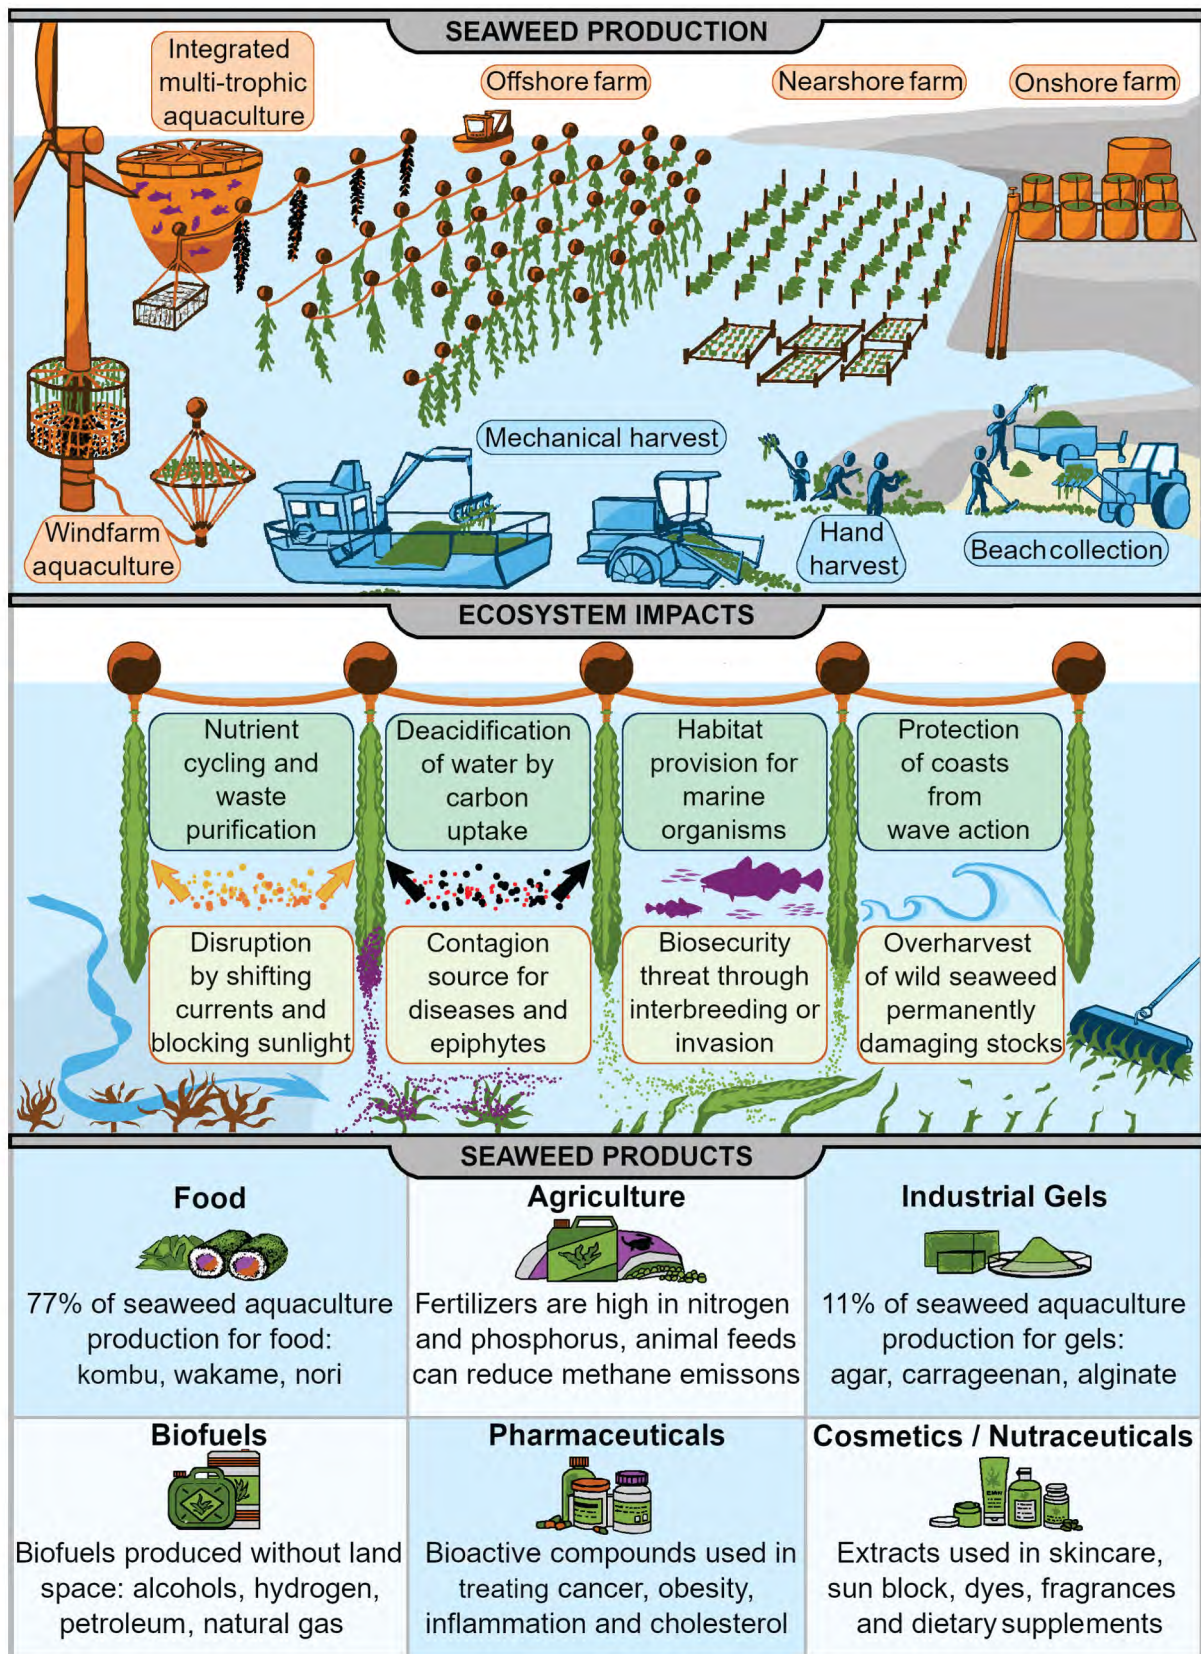 SEAWEED PRODUCTION
Integrated
multi-trophic
aquaculture
Offshore farm
Nearshore farm
Onshore farm
Mechanical harvest
Windfarm
aquaculture
Hand
harvest
Beach collection
ECOSYSTEM IMPACTS
Nutrient
cycling and
waste
purification
Deacidification
of water by
carbon
uptake
Habitat
provision for
marine
organisms
Protection
of coasts
from
wave action
Disruption
by shifting
currents and
blocking sunlight
Contagion
source for
diseases and
epiphytes
Biosecurity
threat through
interbreeding or
invasion
Overharvest
of wild seaweed
permanently
damaging stocks
SEAWEED PRODUCTS
Food
77% of seaweed aquaculture
production for food:
kombu, wakame, nori
Agriculture
Fertilizers are high in nitrogen
and phosphorus, animal feeds
can reduce methane emissons
Industrial Gels
11% of seaweed aquaculture
production for gels:
agar, carrageenan, alginate
Biofuels
Biofuels produced without land
space: alcohols, hydrogen,
petroleum, natural gas
Pharmaceuticals
Bioactive compounds used in
treating cancer, obesity,
inflammation and cholesterol
Cosmetics / Nutraceuticals
Extracts used in skincare,
sun block, dyes, fragrances
and dietary supplements